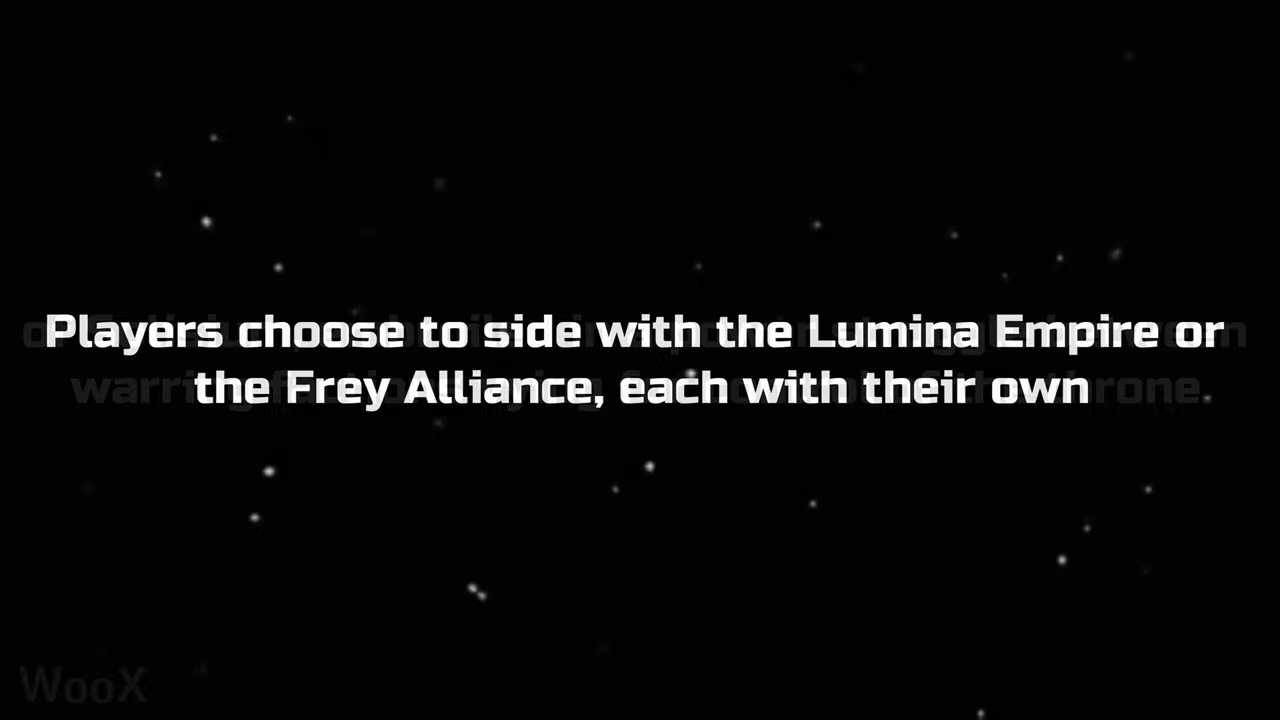 Players choose to side with the Lumina Empire or
the Frey Alliance, each with their own
WooX